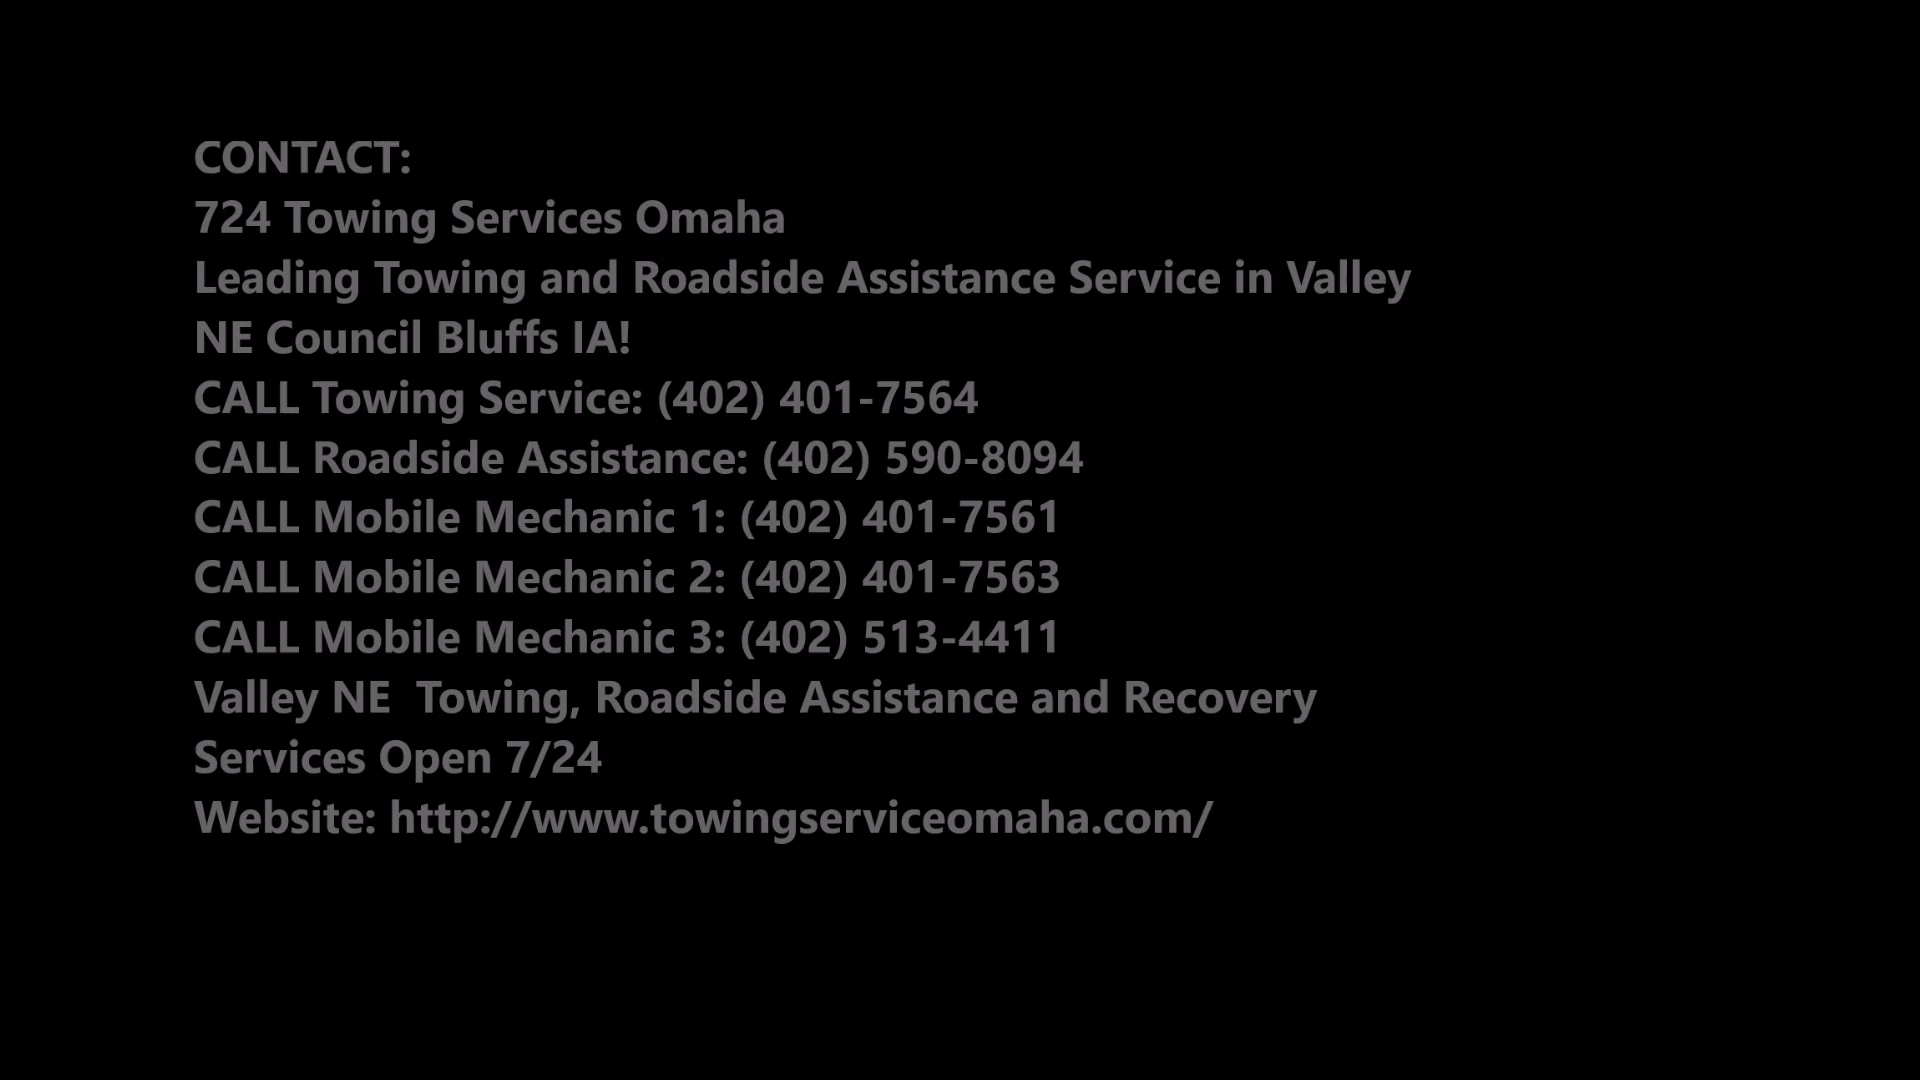 CONTACT:
724 Towing Services Omaha
Leading Towing and Roadside Assistance Service in Valley
NE Council Bluffs IA!
CALL Towing Service: (402) 401-7564
CALL Roadside Assistance: (402) 590-8094
CALL Mobile Mechanic 1: (402) 401-7561
CALL Mobile Mechanic 2: (402) 401-7563
CALL Mobile Mechanic 3: (402) 513-4411
Valley NE  Towing, Roadside Assistance and Recovery
Services Open 7/24
Website: http://www.towingserviceomaha.com/